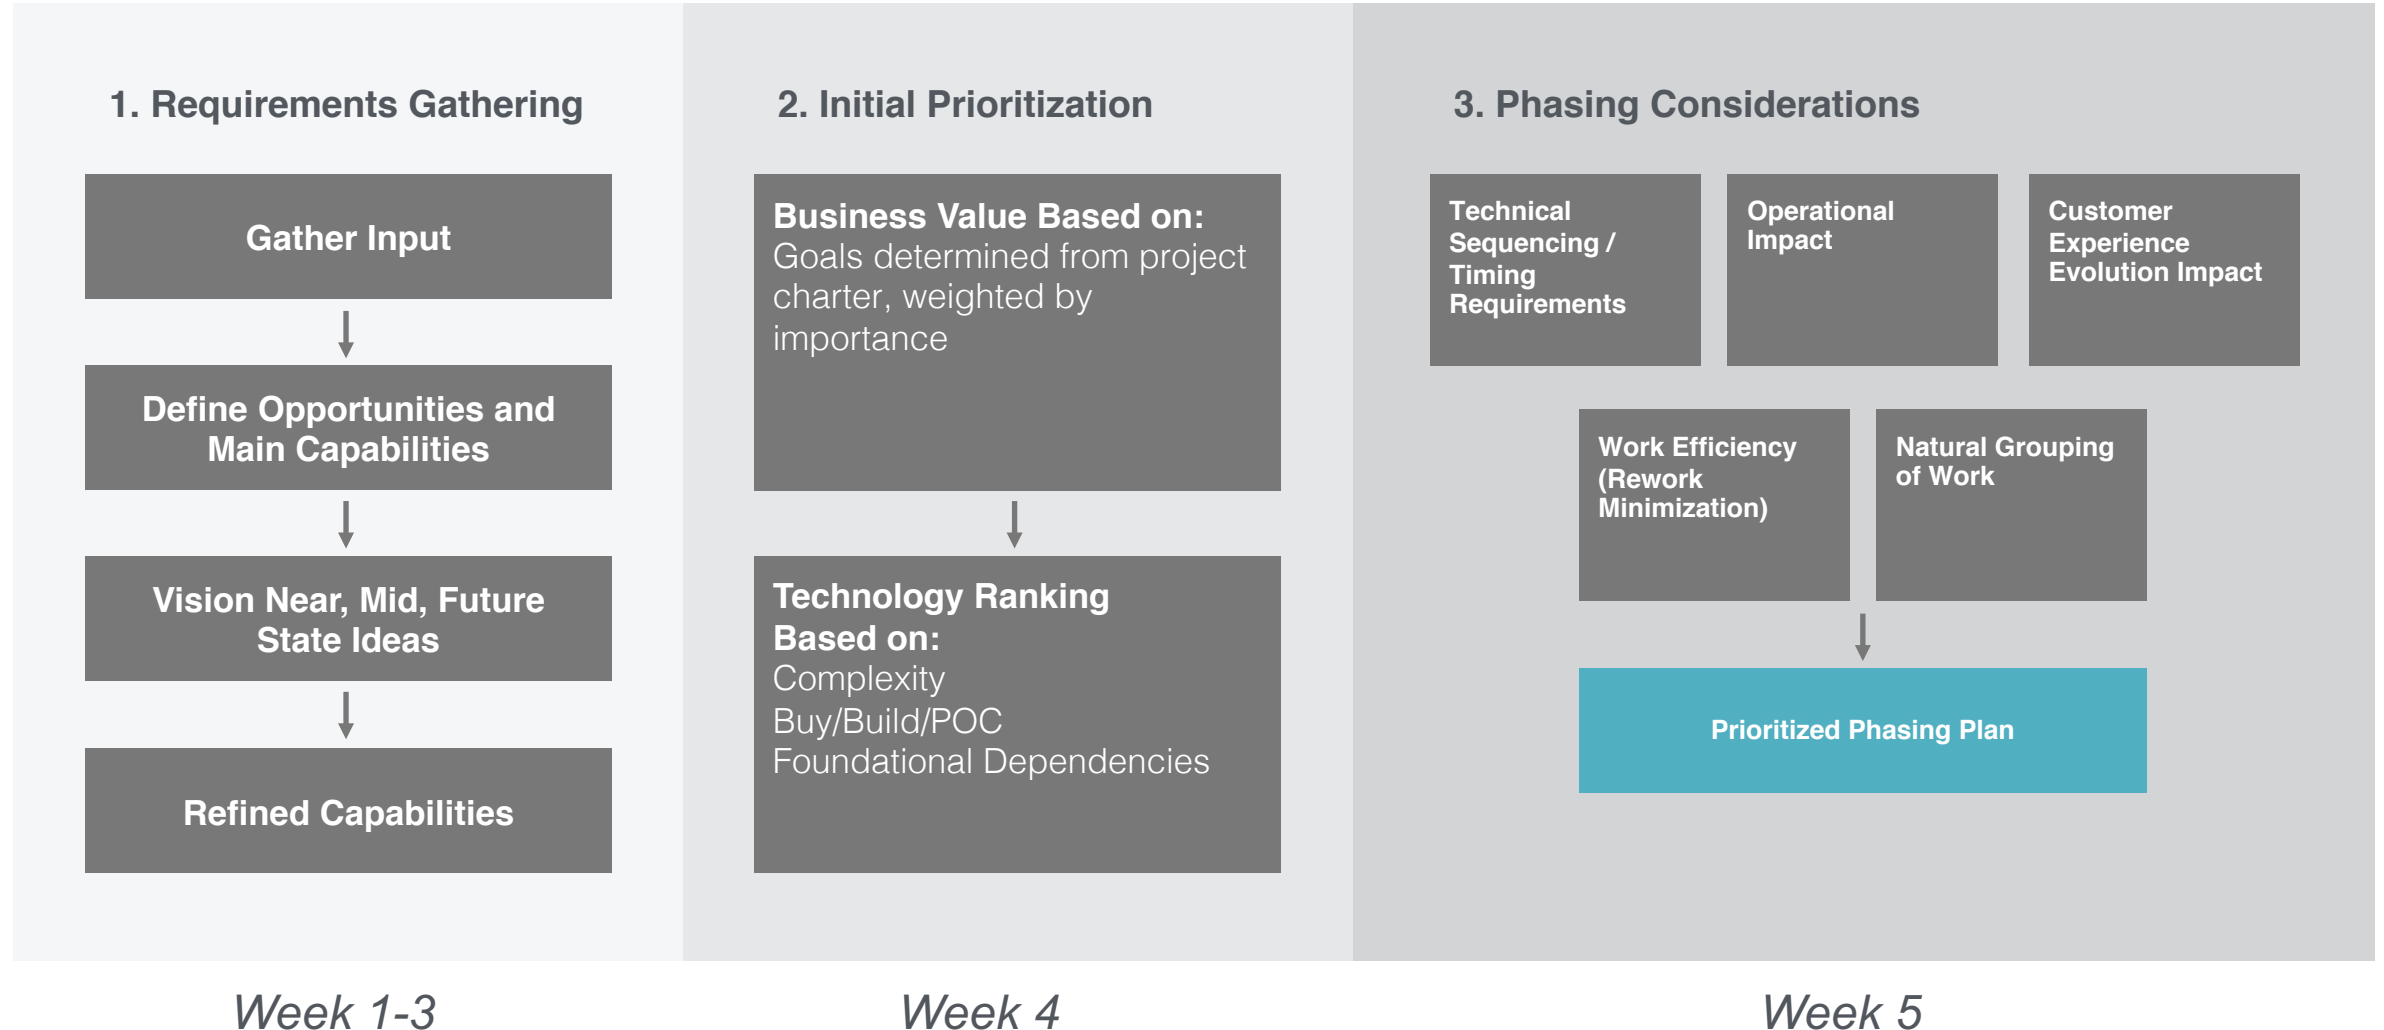 1. Requirements Gathering
Gather Input
Define Opportunities and
Main Capabilities
Vision Near, Mid, Future
State Ideas
Refined Capabilities
Week 1-3
2. Initial Prioritization
Business Value Based on:
Goals determined from project
charter, weighted by
importance
Technology Ranking
Based on:
Complexity
Buy/Build/POC
Foundational Dependencies
Week 4
3. Phasing Considerations
Technical
Sequencing /
Timing
Requirements
Operational
Impact
Customer
Experience
Evolution Impact
Work Efficiency
(Rework
Minimization)
Natural Grouping
of Work
Prioritized Phasing Plan
Week 5